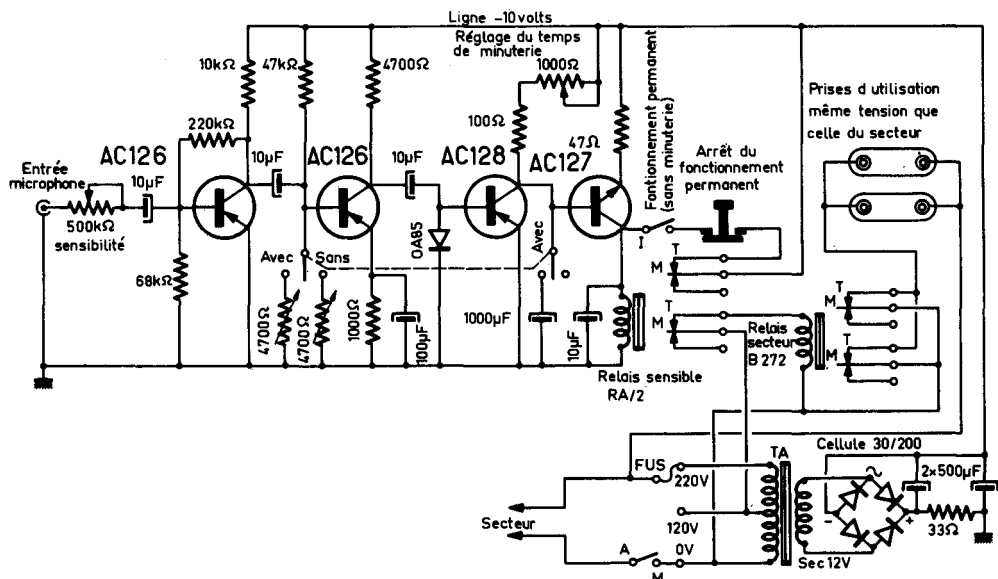 Ligne -10 volts
Réglage du temps
de minuterie
10kΩ
47kΩ
4700Ω
1000Ω
220kΩ
100Ω
47Ω
Prises d utilisation
même tension que
celle du secteur
AC126
10µF
AC126
10µF
AC128
AC127
Fontionnement permanent
(sans minuterie)
Arrêt du
fonctionnement
permanent
Entrée
microphone
10µF
500kΩ
sensibilité
68kΩ
Avec
Sans
OA85
Avec
I
T
M
4700Ω
4700Ω
1000Ω
100µF
1000µF
10µF
T
M
Relais
secteur
B 272
T
M
T
M
Relais sensible
RA/2
Cellule 30/200
FUS
220V
TA
2×500µF
Secteur
120V
-
+
33Ω
A
M
0V
Sec 12V